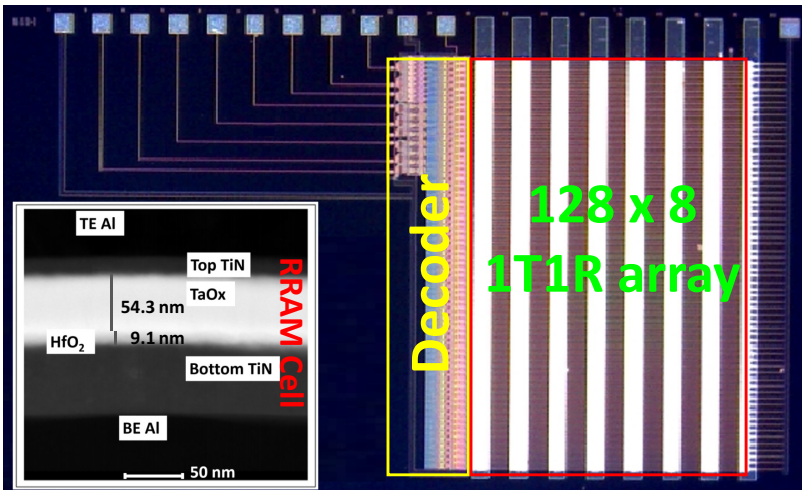 Decoder
128 x 8
1T1R array
TE Al
Top TiN
TaOx
54.3 nm
HfO₂
9.1 nm
Bottom TiN
BE Al
50 nm
RRAM Cell